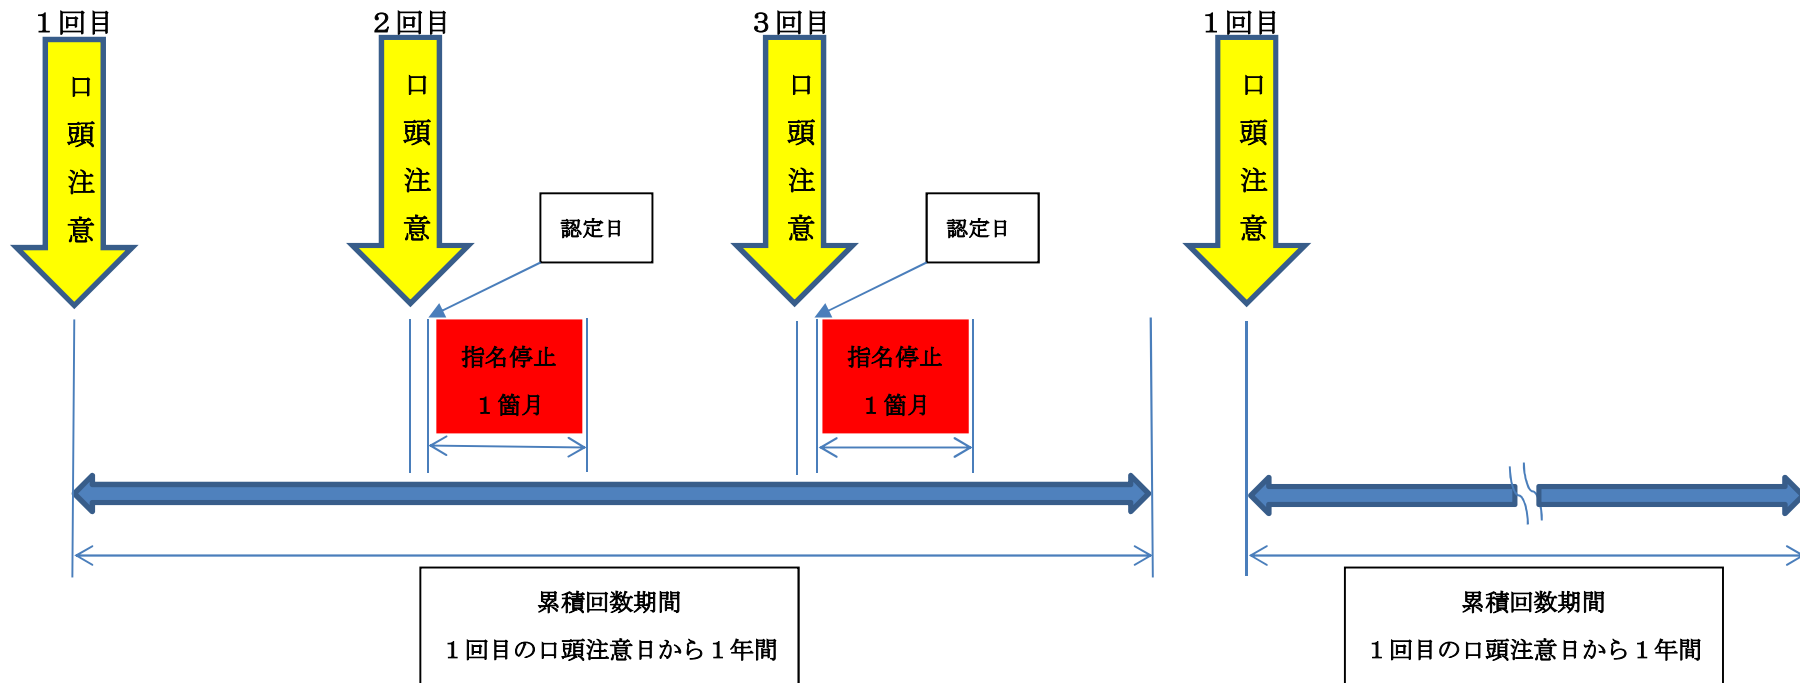 １回目
２回目
３回目
１回目
口頭注意
口頭注意
口頭注意
口頭注意
認定日
認定日
指名停止
１箇月
指名停止
１箇月
累積回数期間
１回目の口頭注意日から１年間
累積回数期間
１回目の口頭注意日から１年間